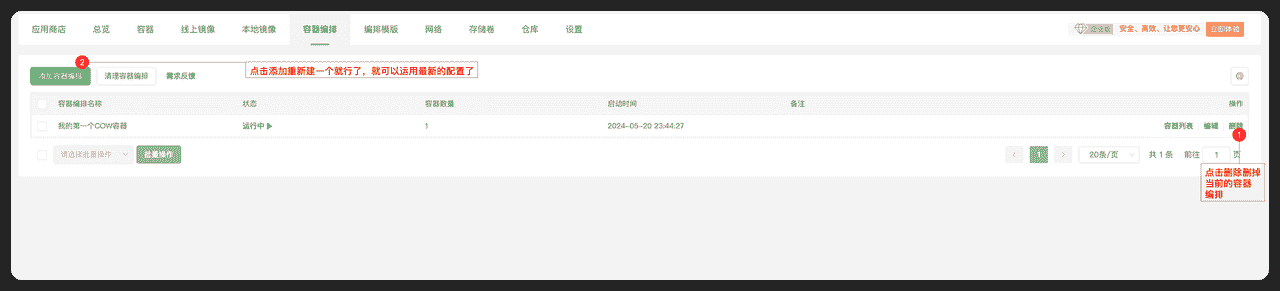 应用商店 总览 容器 线上镜像 本地镜像 容器编排 编排模版 网络 存储卷 仓库 设置 企业版 安全、高效、让您更安心 立即体验
2
添加容器编排 清理容器编排 需求反馈 点击添加重新建一个就行了，就可以运用最新的配置了
容器编排名称 状态 容器数量 启动时间 备注 操作
我的第一个COW容器 运行中 1 2024-05-20 23:44:27 容器列表 编辑 删除
1
请选择批量操作 批量操作 1 20条/页 共 1 条 前往 1 页
点击删除删掉
当前的容器
编排